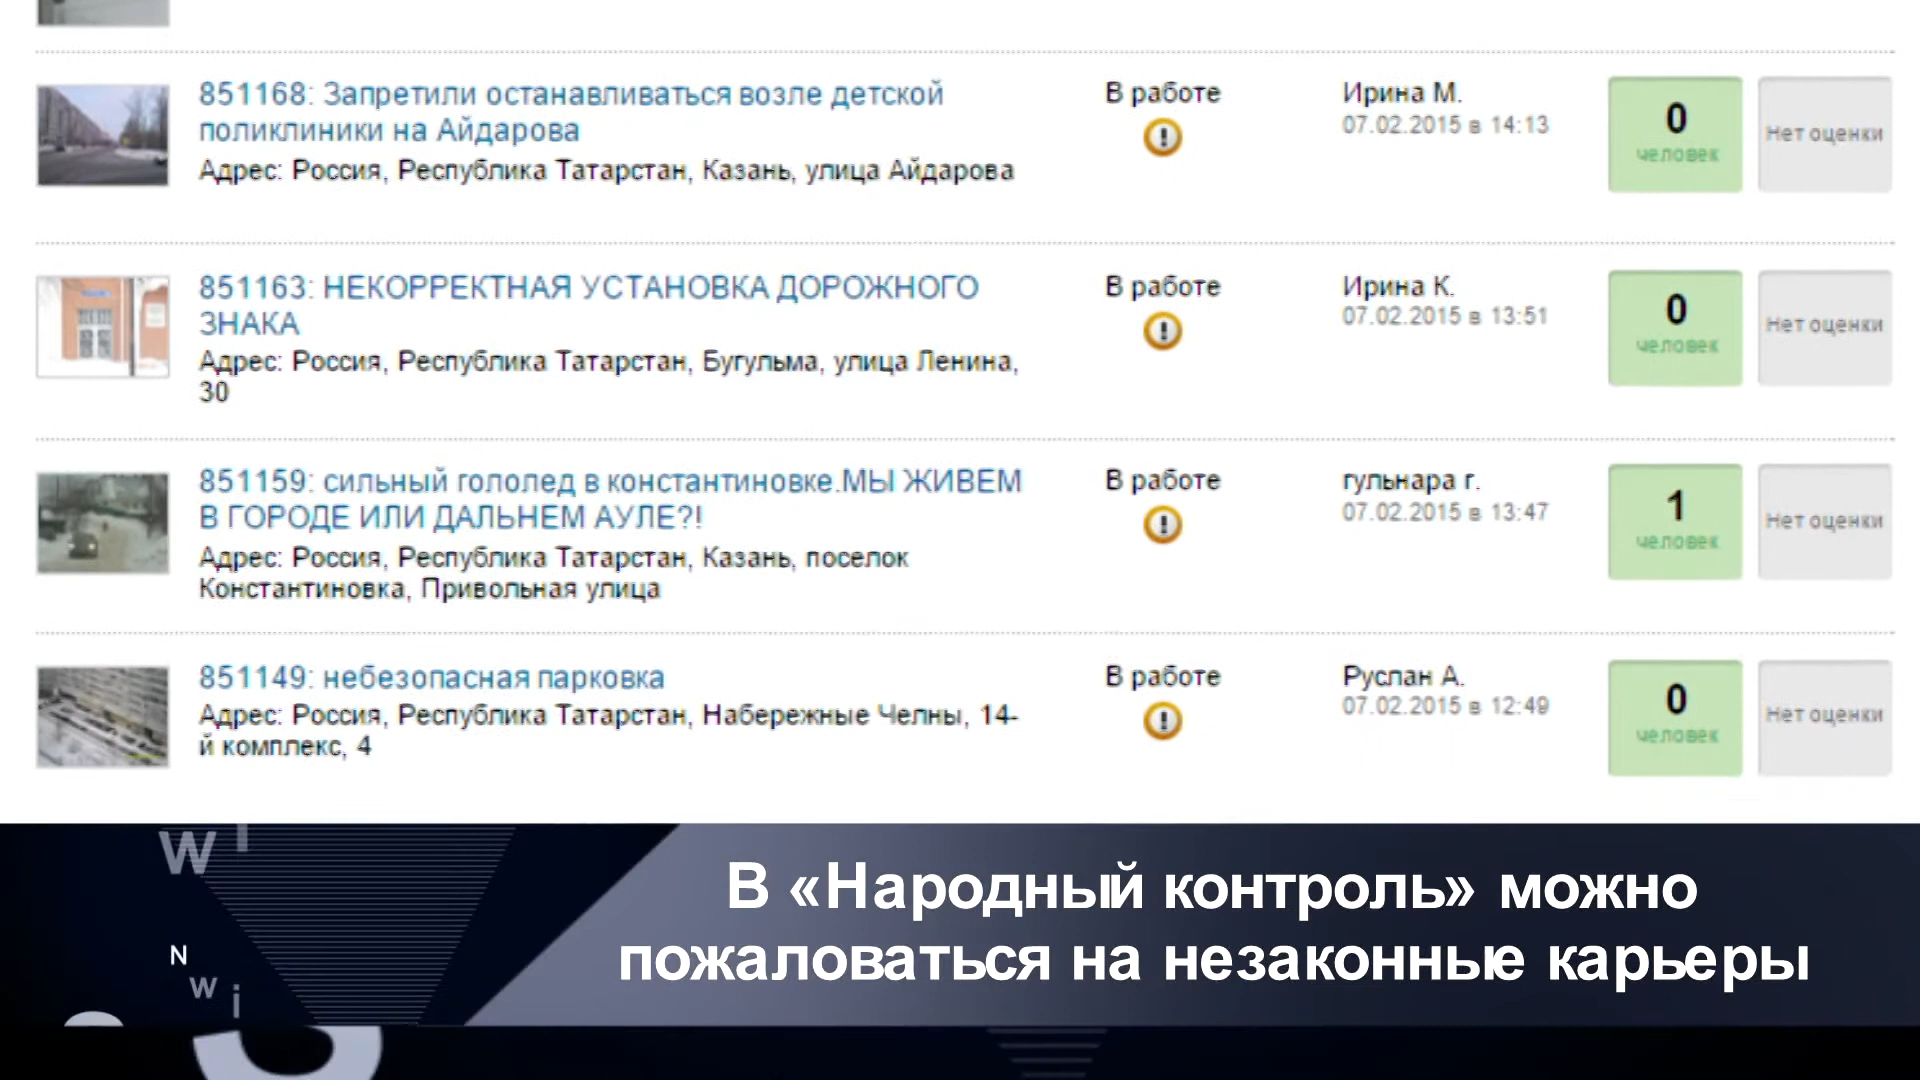 851168: Запретили останавливаться возле детской
поликлиники на Айдарова
Адрес: Россия, Республика Татарстан, Казань, улица Айдарова
В работе
Ирина М.
07.02.2015 в 14:13
0
человек
Нет оценки
851163: НЕКОРРЕКТНАЯ УСТАНОВКА ДОРОЖНОГО
ЗНАКА
Адрес: Россия, Республика Татарстан, Бугульма, улица Ленина,
30
В работе
Ирина К.
07.02.2015 в 13:51
0
человек
Нет оценки
851159: сильный гололед в константиновке.МЫ ЖИВЕМ
В ГОРОДЕ ИЛИ ДАЛЬНЕМ АУЛЕ?!
Адрес: Россия, Республика Татарстан, Казань, поселок
Константиновка, Привольная улица
В работе
гульнара г.
07.02.2015 в 13:47
1
человек
Нет оценки
851149: небезопасная парковка
Адрес: Россия, Республика Татарстан, Набережные Челны, 14-
й комплекс, 4
В работе
Руслан А.
07.02.2015 в 12:49
0
человек
Нет оценки
В «Народный контроль» можно
пожаловаться на незаконные карьеры
W
N
w i